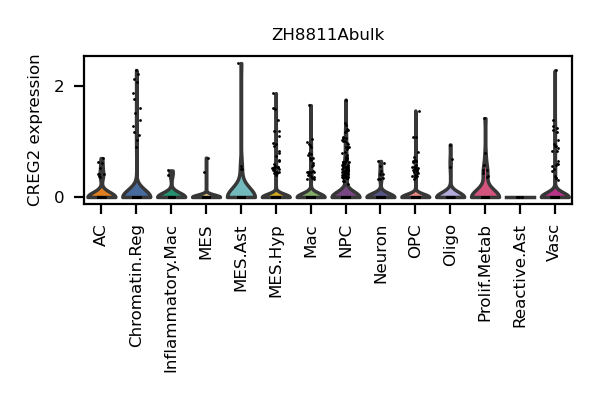 ZH8811Abulk
CREG2 expression
2
0
AC
Chromatin.Reg
Inflammatory.Mac
MES
MES.Ast
MES.Hyp
Mac
NPC
Neuron
OPC
Oligo
Prolif.Metab
Reactive.Ast
Vasc